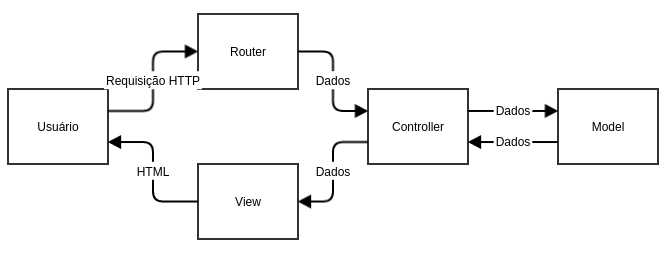 Router
Requisição HTTP
Dados
Usuário
Controller
Dados
Model
Dados
HTML
Dados
View